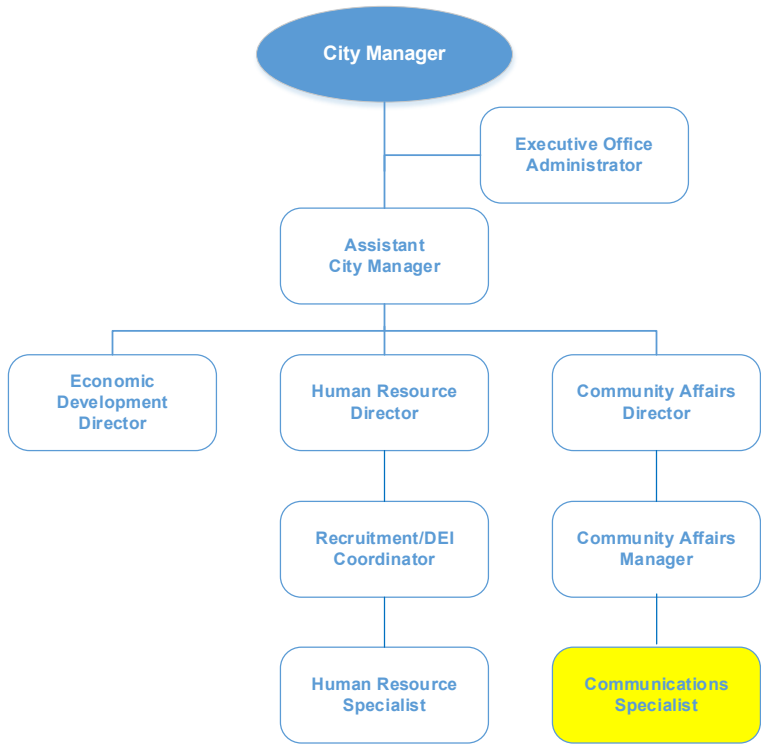 City Manager
Executive Office
Administrator
Assistant
City Manager
Economic
Development
Director
Human Resource
Director
Community Affairs
Director
Recruitment/DEI
Coordinator
Community Affairs
Manager
Human Resource
Specialist
Communications
Specialist